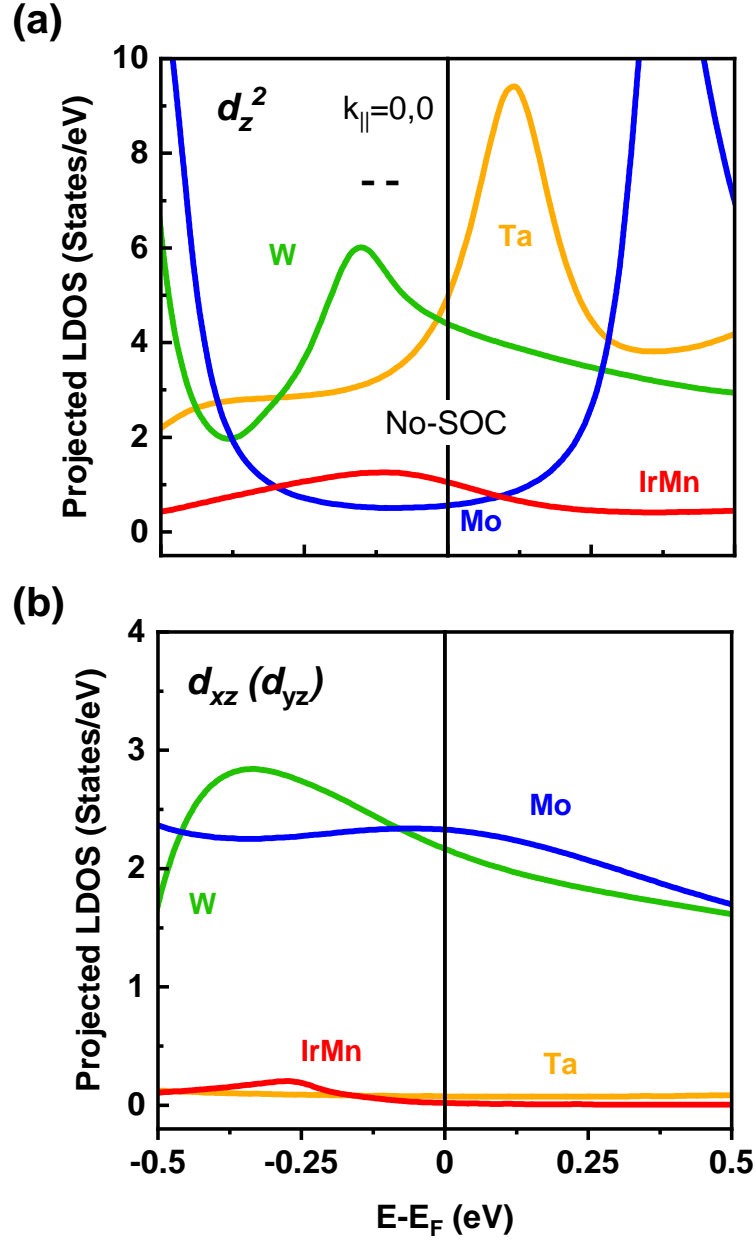 (a)
10
8
6
4
2
0
Projected LDOS (States/eV)
d_z^2
k_||=0,0
--
W
Ta
No-SOC
IrMn
Mo
(b)
4
3
2
1
0
Projected LDOS (States/eV)
d_xz (d_yz)
Mo
W
IrMn
Ta
-0.5 -0.25 0 0.25 0.5
E-E_F (eV)